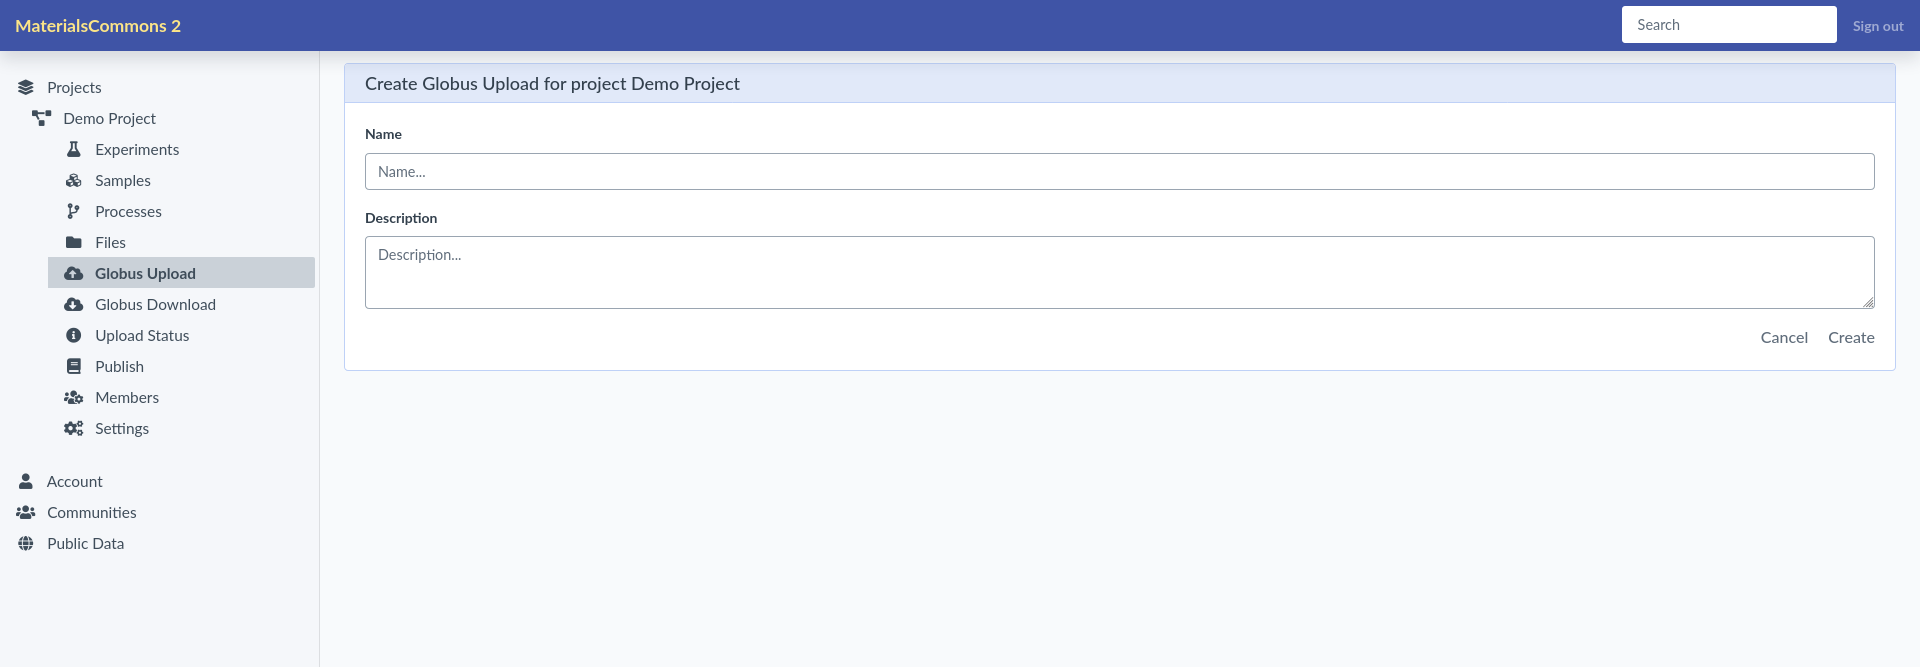 MaterialsCommons 2
Search
Sign out
Projects
Demo Project
Experiments
Samples
Processes
Files
Globus Upload
Globus Download
Upload Status
Publish
Members
Settings
Account
Communities
Public Data
Create Globus Upload for project Demo Project
Name
Name...
Description
Description...
Cancel
Create